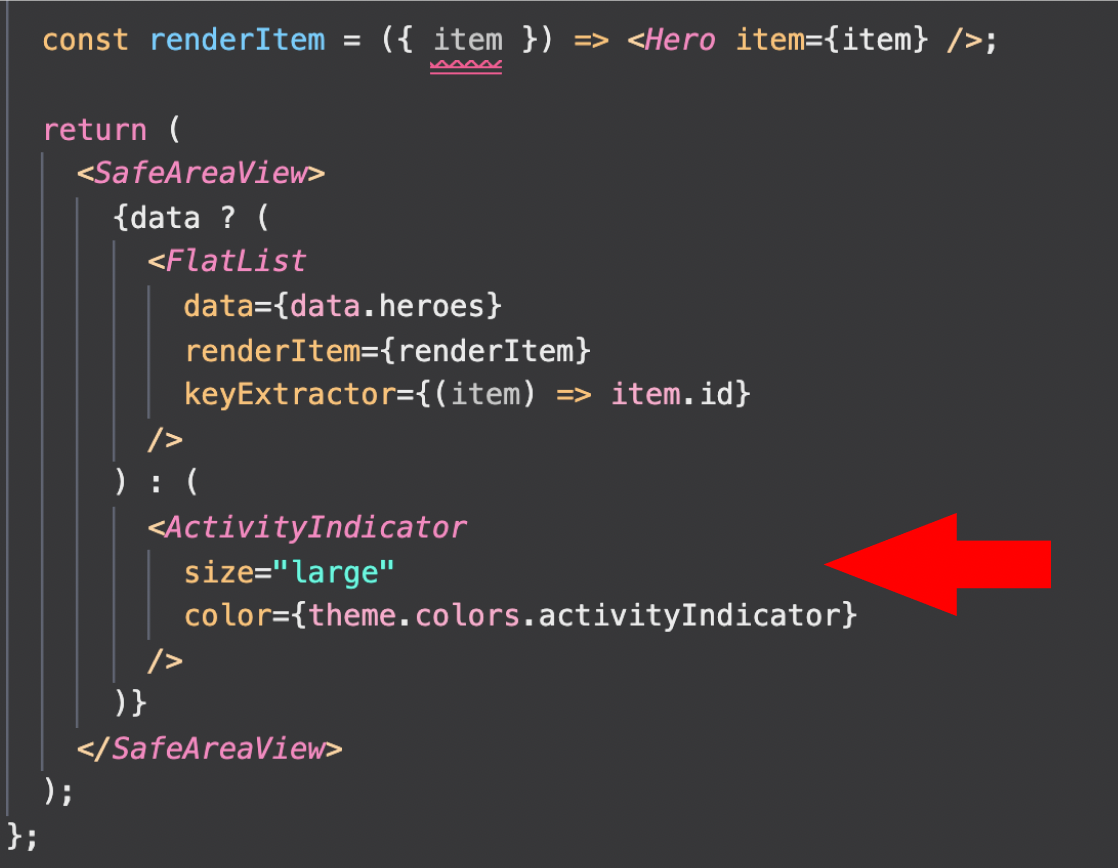 const renderItem = ({ item }) => <Hero item={item} />;
return (
<SafeAreaView>
{data ? (
<FlatList
data={data.heroes}
renderItem={renderItem}
keyExtractor={(item) => item.id}
/>
) : (
<ActivityIndicator
size="large"
color={theme.colors.activityIndicator}
/>
)}
</SafeAreaView>
);
};